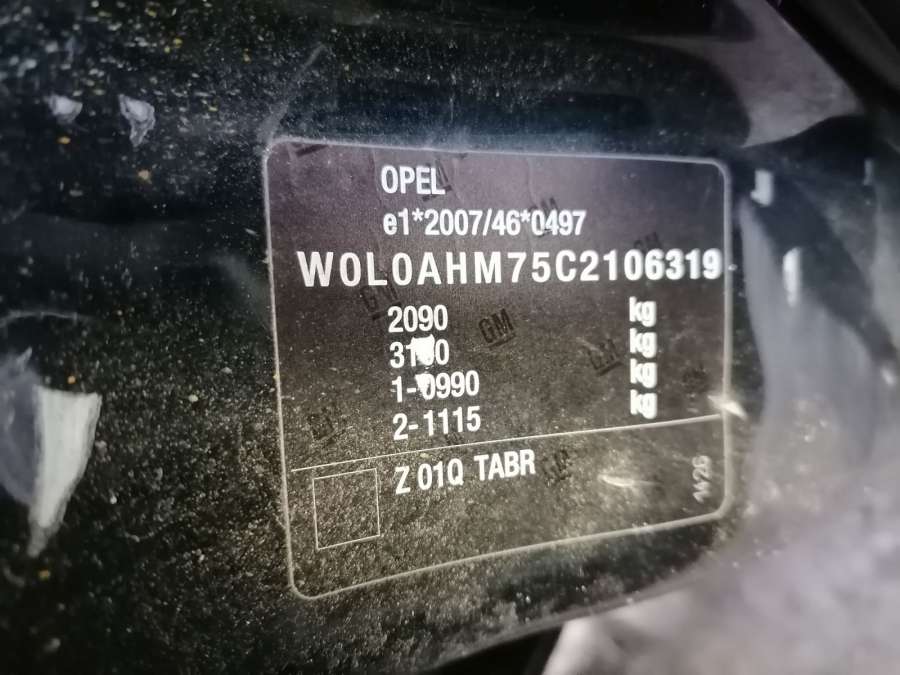 OPEL
e1*2007/46*0497
W0L0AHM75C2106319
2090 kg
kg
1-0990 kg
2-1115 kg
Z 01Q TABR